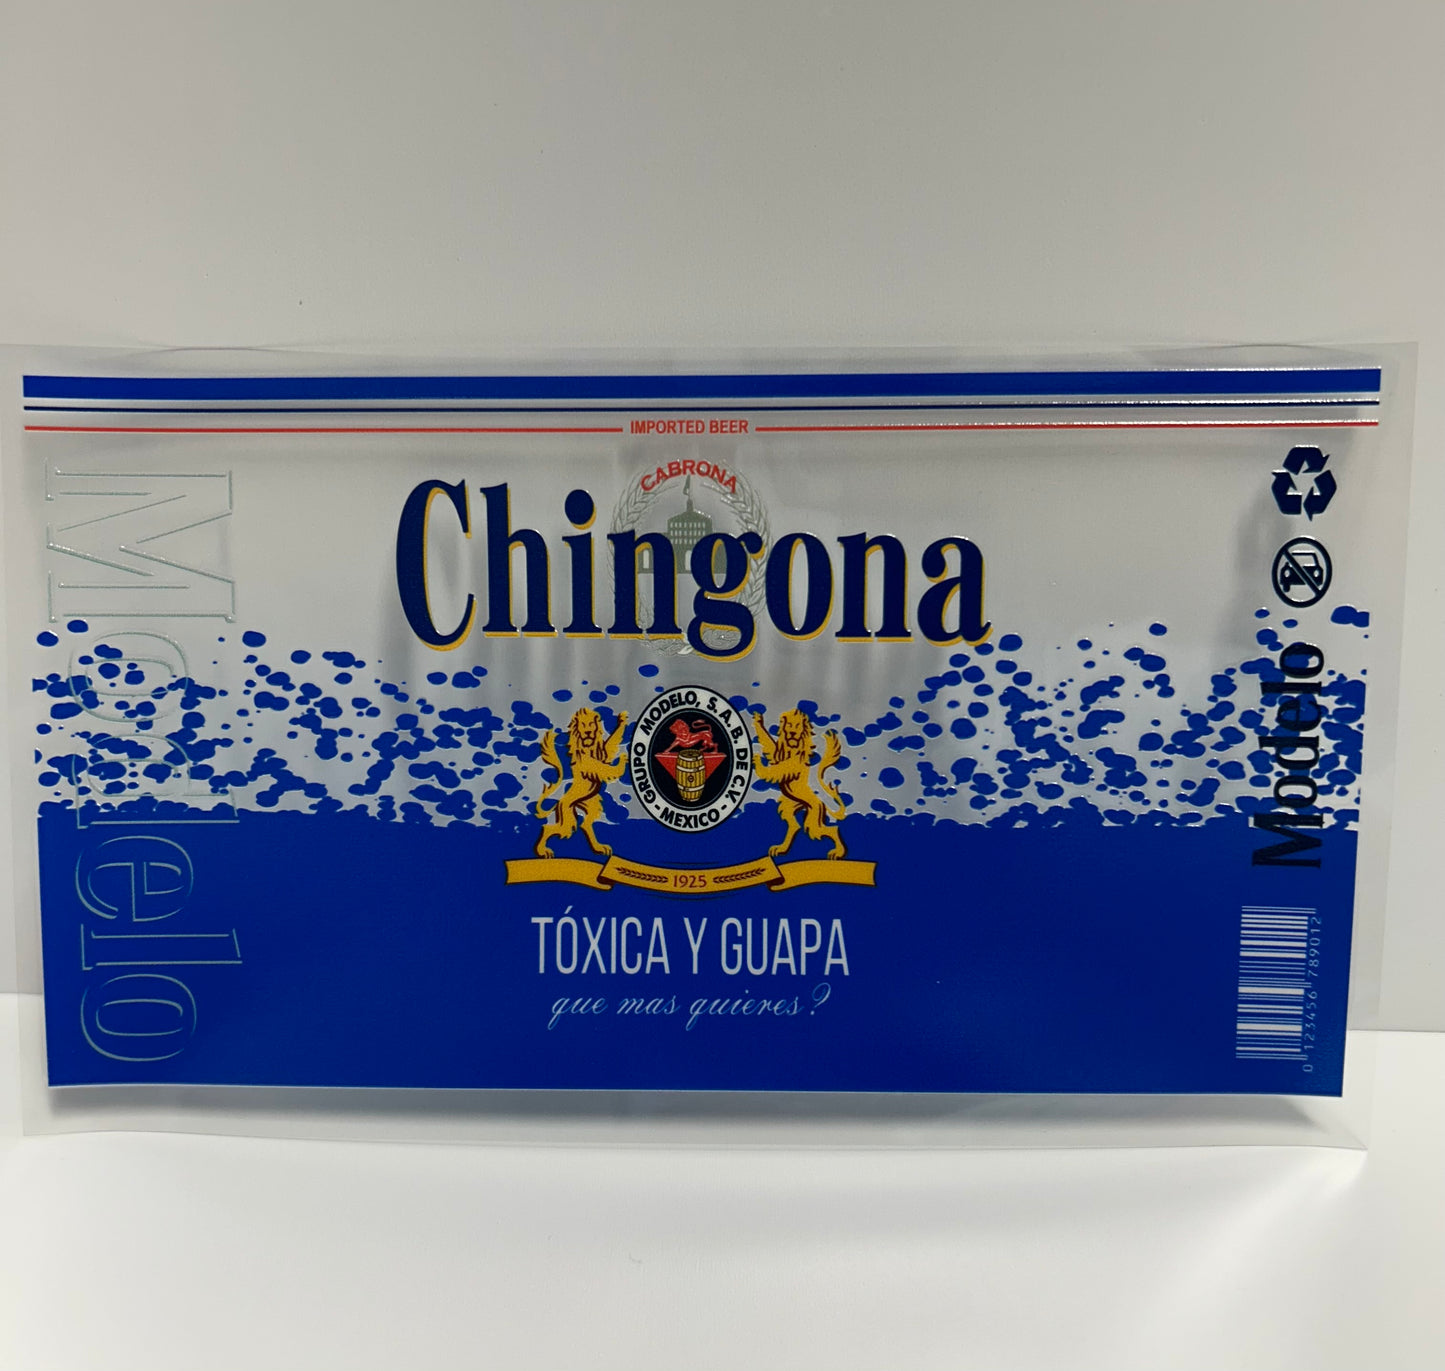 IMPORTED BEER
CABRONA
Chingona
Modelo
GRUPO MODELO, S.A.B. DE C.V.
- MEXICO -
1925
TÓXICA Y GUAPA
que mas quieres?
Modelo
0 123456 789012